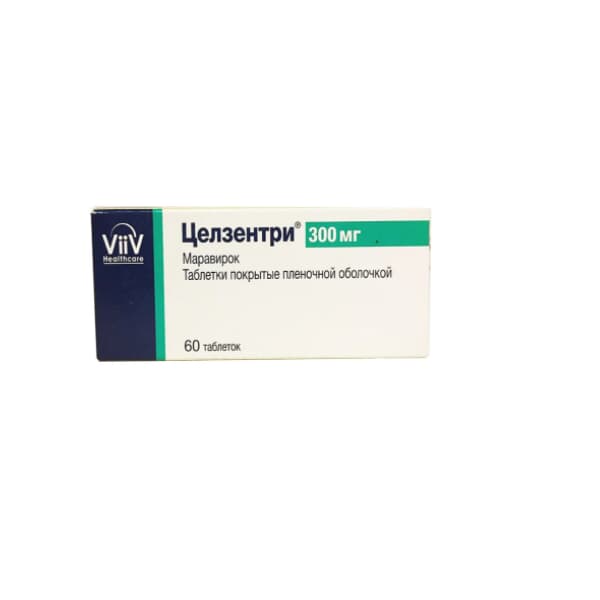 ViiV
Healthcare
Целзентри® 300 мг
Маравирок
Таблетки покрытые пленочной оболочкой
60 таблеток